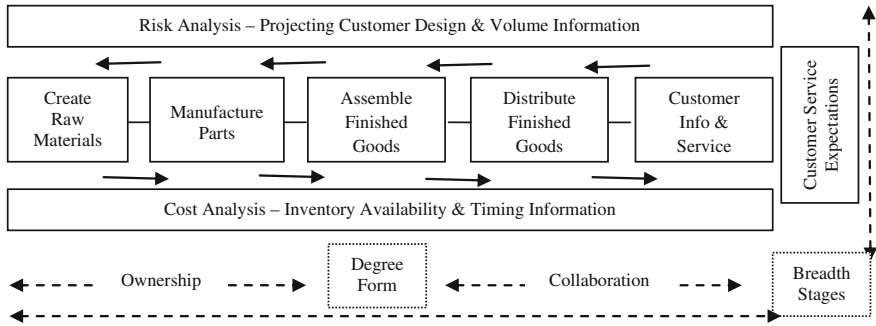 Risk Analysis – Projecting Customer Design & Volume Information
Create
Raw
Materials
Manufacture
Parts
Assemble
Finished
Goods
Distribute
Finished
Goods
Customer
Info &
Service
Customer Service
Expectations
Cost Analysis – Inventory Availability & Timing Information
Ownership
Degree
Form
Collaboration
Breadth
Stages